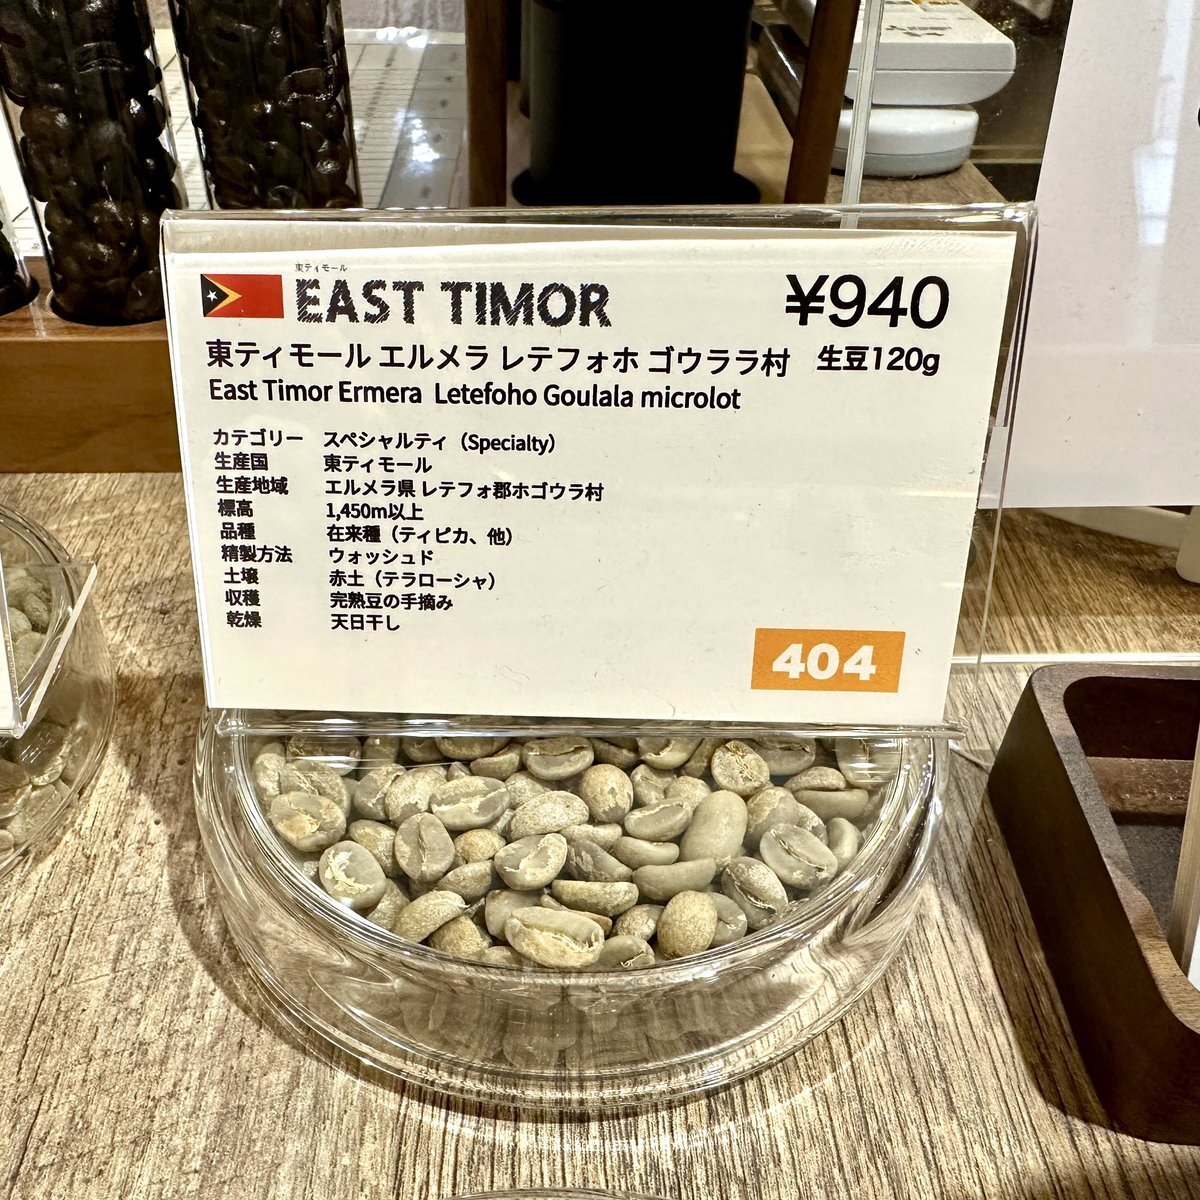 東ティモール
EAST TIMOR
¥940
東ティモール エルメラ レテフォホ ゴウララ村 生豆120g
East Timor Ermera Letefoho Goulala microlot
カテゴリー スペシャルティ（Specialty）
生産国 東ティモール
生産地域 エルメラ県 レテフォ郡ホゴウラ村
標高 1,450m以上
品種 在来種（ティピカ、他）
精製方法 ウォッシュド
土壌 赤土（テラローシャ）
収穫 完熟豆の手摘み
乾燥 天日干し
404